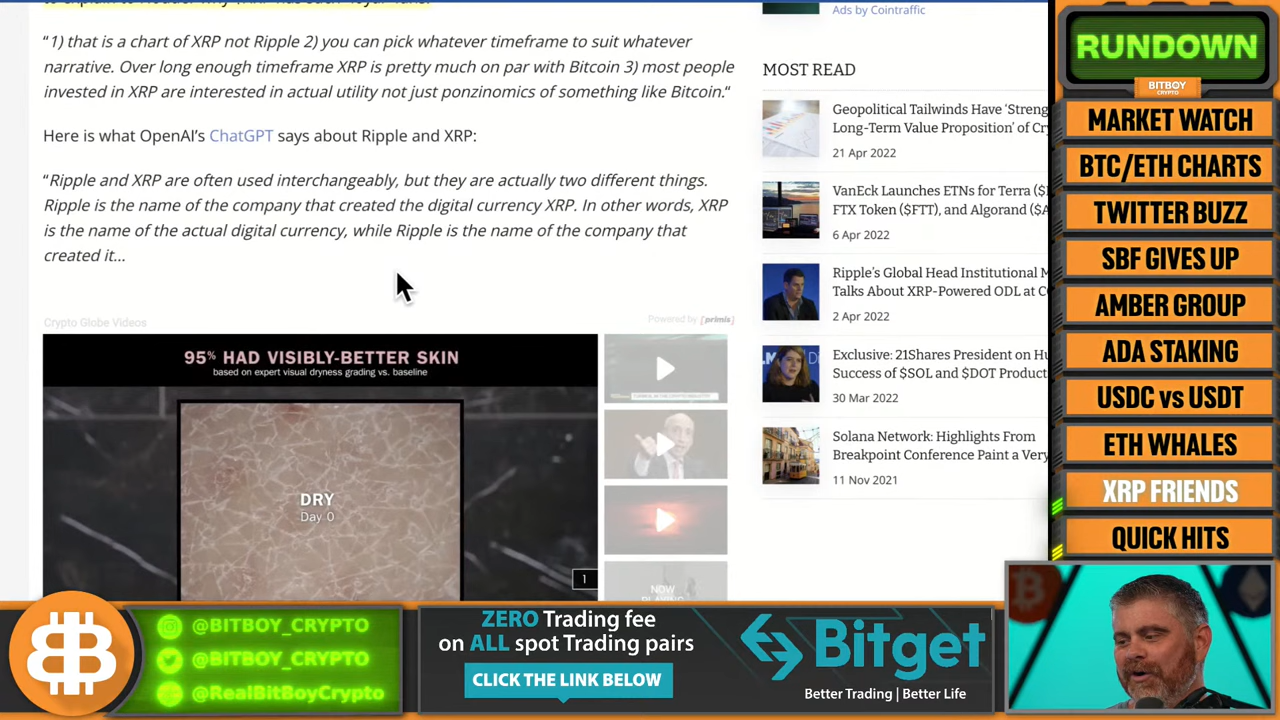 “1) that is a chart of XRP not Ripple 2) you can pick whatever timeframe to suit whatever
narrative. Over long enough timeframe XRP is pretty much on par with Bitcoin 3) most people
invested in XRP are interested in actual utility not just ponzinomics of something like Bitcoin.“
Here is what OpenAI’s ChatGPT says about Ripple and XRP:
“Ripple and XRP are often used interchangeably, but they are actually two different things.
Ripple is the name of the company that created the digital currency XRP. In other words, XRP
is the name of the actual digital currency, while Ripple is the name of the company that
created it…
Crypto Globe Videos
Powered by [primis]
95% HAD VISIBLY-BETTER SKIN
based on expert visual dryness grading vs. baseline
DRY
Day 0
1
NOW
Ads by Cointraffic
MOST READ
Geopolitical Tailwinds Have ‘Streng
Long-Term Value Proposition’ of Cry
21 Apr 2022
VanEck Launches ETNs for Terra ($
FTX Token ($FTT), and Algorand ($A
6 Apr 2022
Ripple’s Global Head Institutional M
Talks About XRP-Powered ODL at C
2 Apr 2022
Exclusive: 21Shares President on Hu
Success of $SOL and $DOT Product
30 Mar 2022
Solana Network: Highlights From
Breakpoint Conference Paint a Very
11 Nov 2021
RUNDOWN
BITBOY
CRYPTO
MARKET WATCH
BTC/ETH CHARTS
TWITTER BUZZ
SBF GIVES UP
AMBER GROUP
ADA STAKING
USDC vs USDT
ETH WHALES
XRP FRIENDS
QUICK HITS
@BITBOY_CRYPTO
@BITBOY_CRYPTO
@RealBitBoyCrypto
ZERO Trading fee
on ALL spot Trading pairs
CLICK THE LINK BELOW
Bitget
Better Trading | Better Life